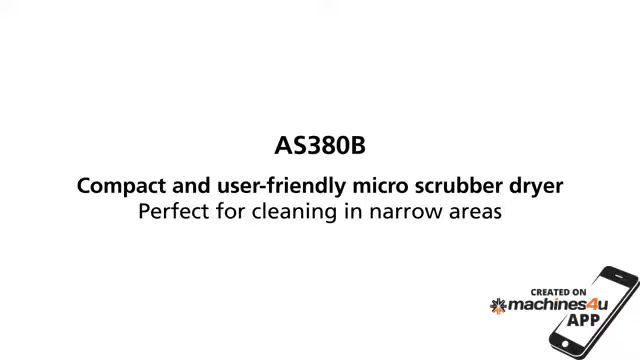 AS380B
Compact and user-friendly micro scrubber dryer
Perfect for cleaning in narrow areas
CREATED ON
machines4u
APP